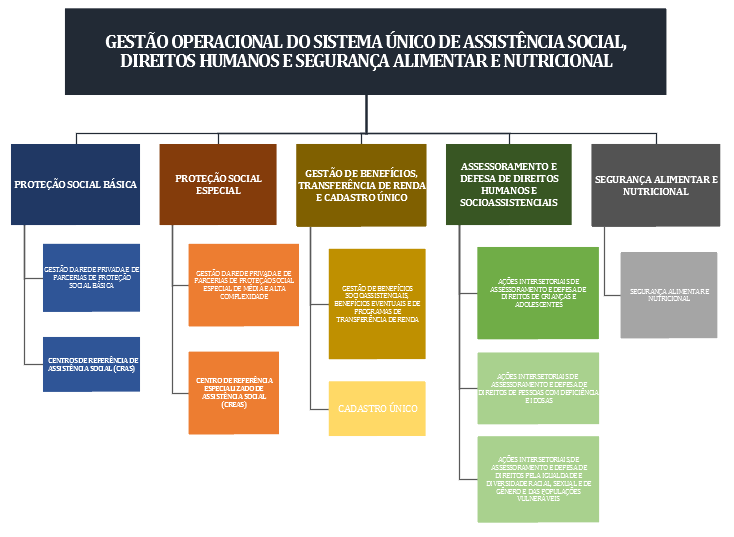 GESTÃO OPERACIONAL DO SISTEMA ÚNICO DE ASSISTÊNCIA SOCIAL,
DIREITOS HUMANOS E SEGURANÇA ALIMENTAR E NUTRICIONAL
PROTEÇÃO SOCIAL BÁSICA
GESTÃO DA REDE PRIVADA E DE
PARCERIAS DE PROTEÇÃO
SOCIAL BÁSICA
CENTROS DE REFERÊNCIA DE
ASSISTÊNCIA SOCIAL (CRAS)
PROTEÇÃO SOCIAL
ESPECIAL
GESTÃO DA REDE PRIVADA E DE
PARCERIAS DE PROTEÇÃO SOCIAL
ESPECIAL DE MÉDIA E ALTA
COMPLEXIDADE
CENTRO DE REFERÊNCIA
ESPECIALIZADO DE
ASSISTÊNCIA SOCIAL
(CREAS)
GESTÃO DE BENEFÍCIOS,
TRANSFERÊNCIA DE RENDA
E CADASTRO ÚNICO
GESTÃO DE BENEFÍCIOS
SOCIOASSISTENCIAIS,
BENEFÍCIOS EVENTUAIS E DE
PROGRAMAS DE
TRANSFERÊNCIA DE RENDA
CADASTRO ÚNICO
ASSESSORAMENTO E
DEFESA DE DIREITOS
HUMANOS E
SOCIOASSISTENCIAIS
AÇÕES INTERSETORIAIS DE
ASSESSORAMENTO E DEFESA DE
DIREITOS DE CRIANÇAS E
ADOLESCENTES
AÇÕES INTERSETORIAIS DE
ASSESSORAMENTO E DEFESA DE
DIREITOS DE PESSOAS COM DEFICIÊNCIA
E IDOSAS
AÇÕES INTERSETORIAIS DE
ASSESSORAMENTO E DEFESA DE
DIREITOS PELA IGUALDADE E
DIVERSIDADE RACIAL, SEXUAL E DE
GÊNERO E DAS POPULAÇÕES
VULNERÁVEIS
SEGURANÇA ALIMENTAR E
NUTRICIONAL
SEGURANÇA ALIMENTAR E
NUTRICIONAL